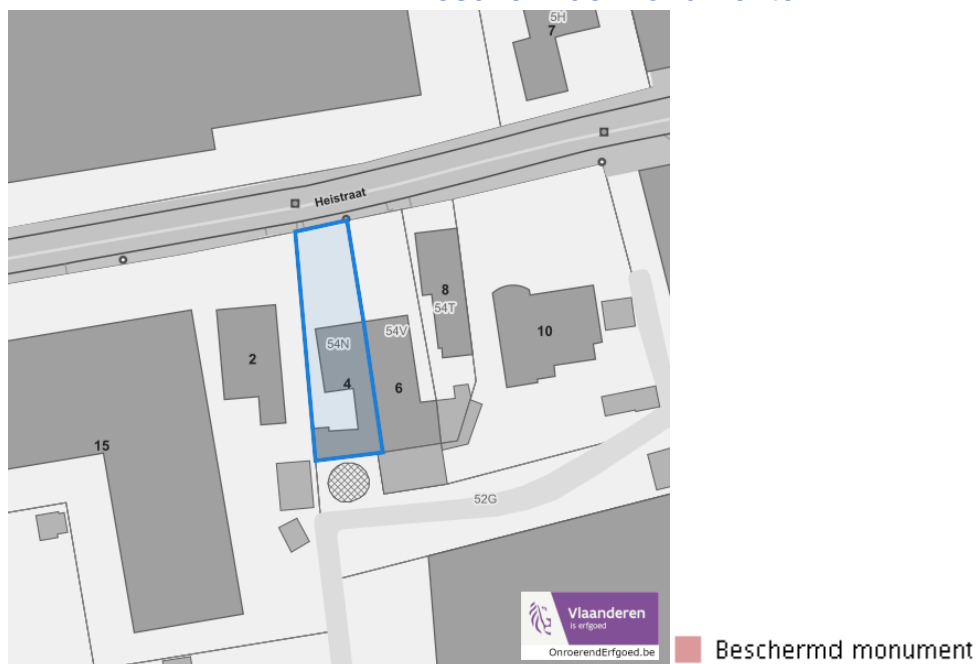 5H
7
Heistraat
8
54T
54V
10
54N
2
4
6
15
52G
Vlaanderen
is erfgoed
OnroerendErfgoed.be
Beschermd monument